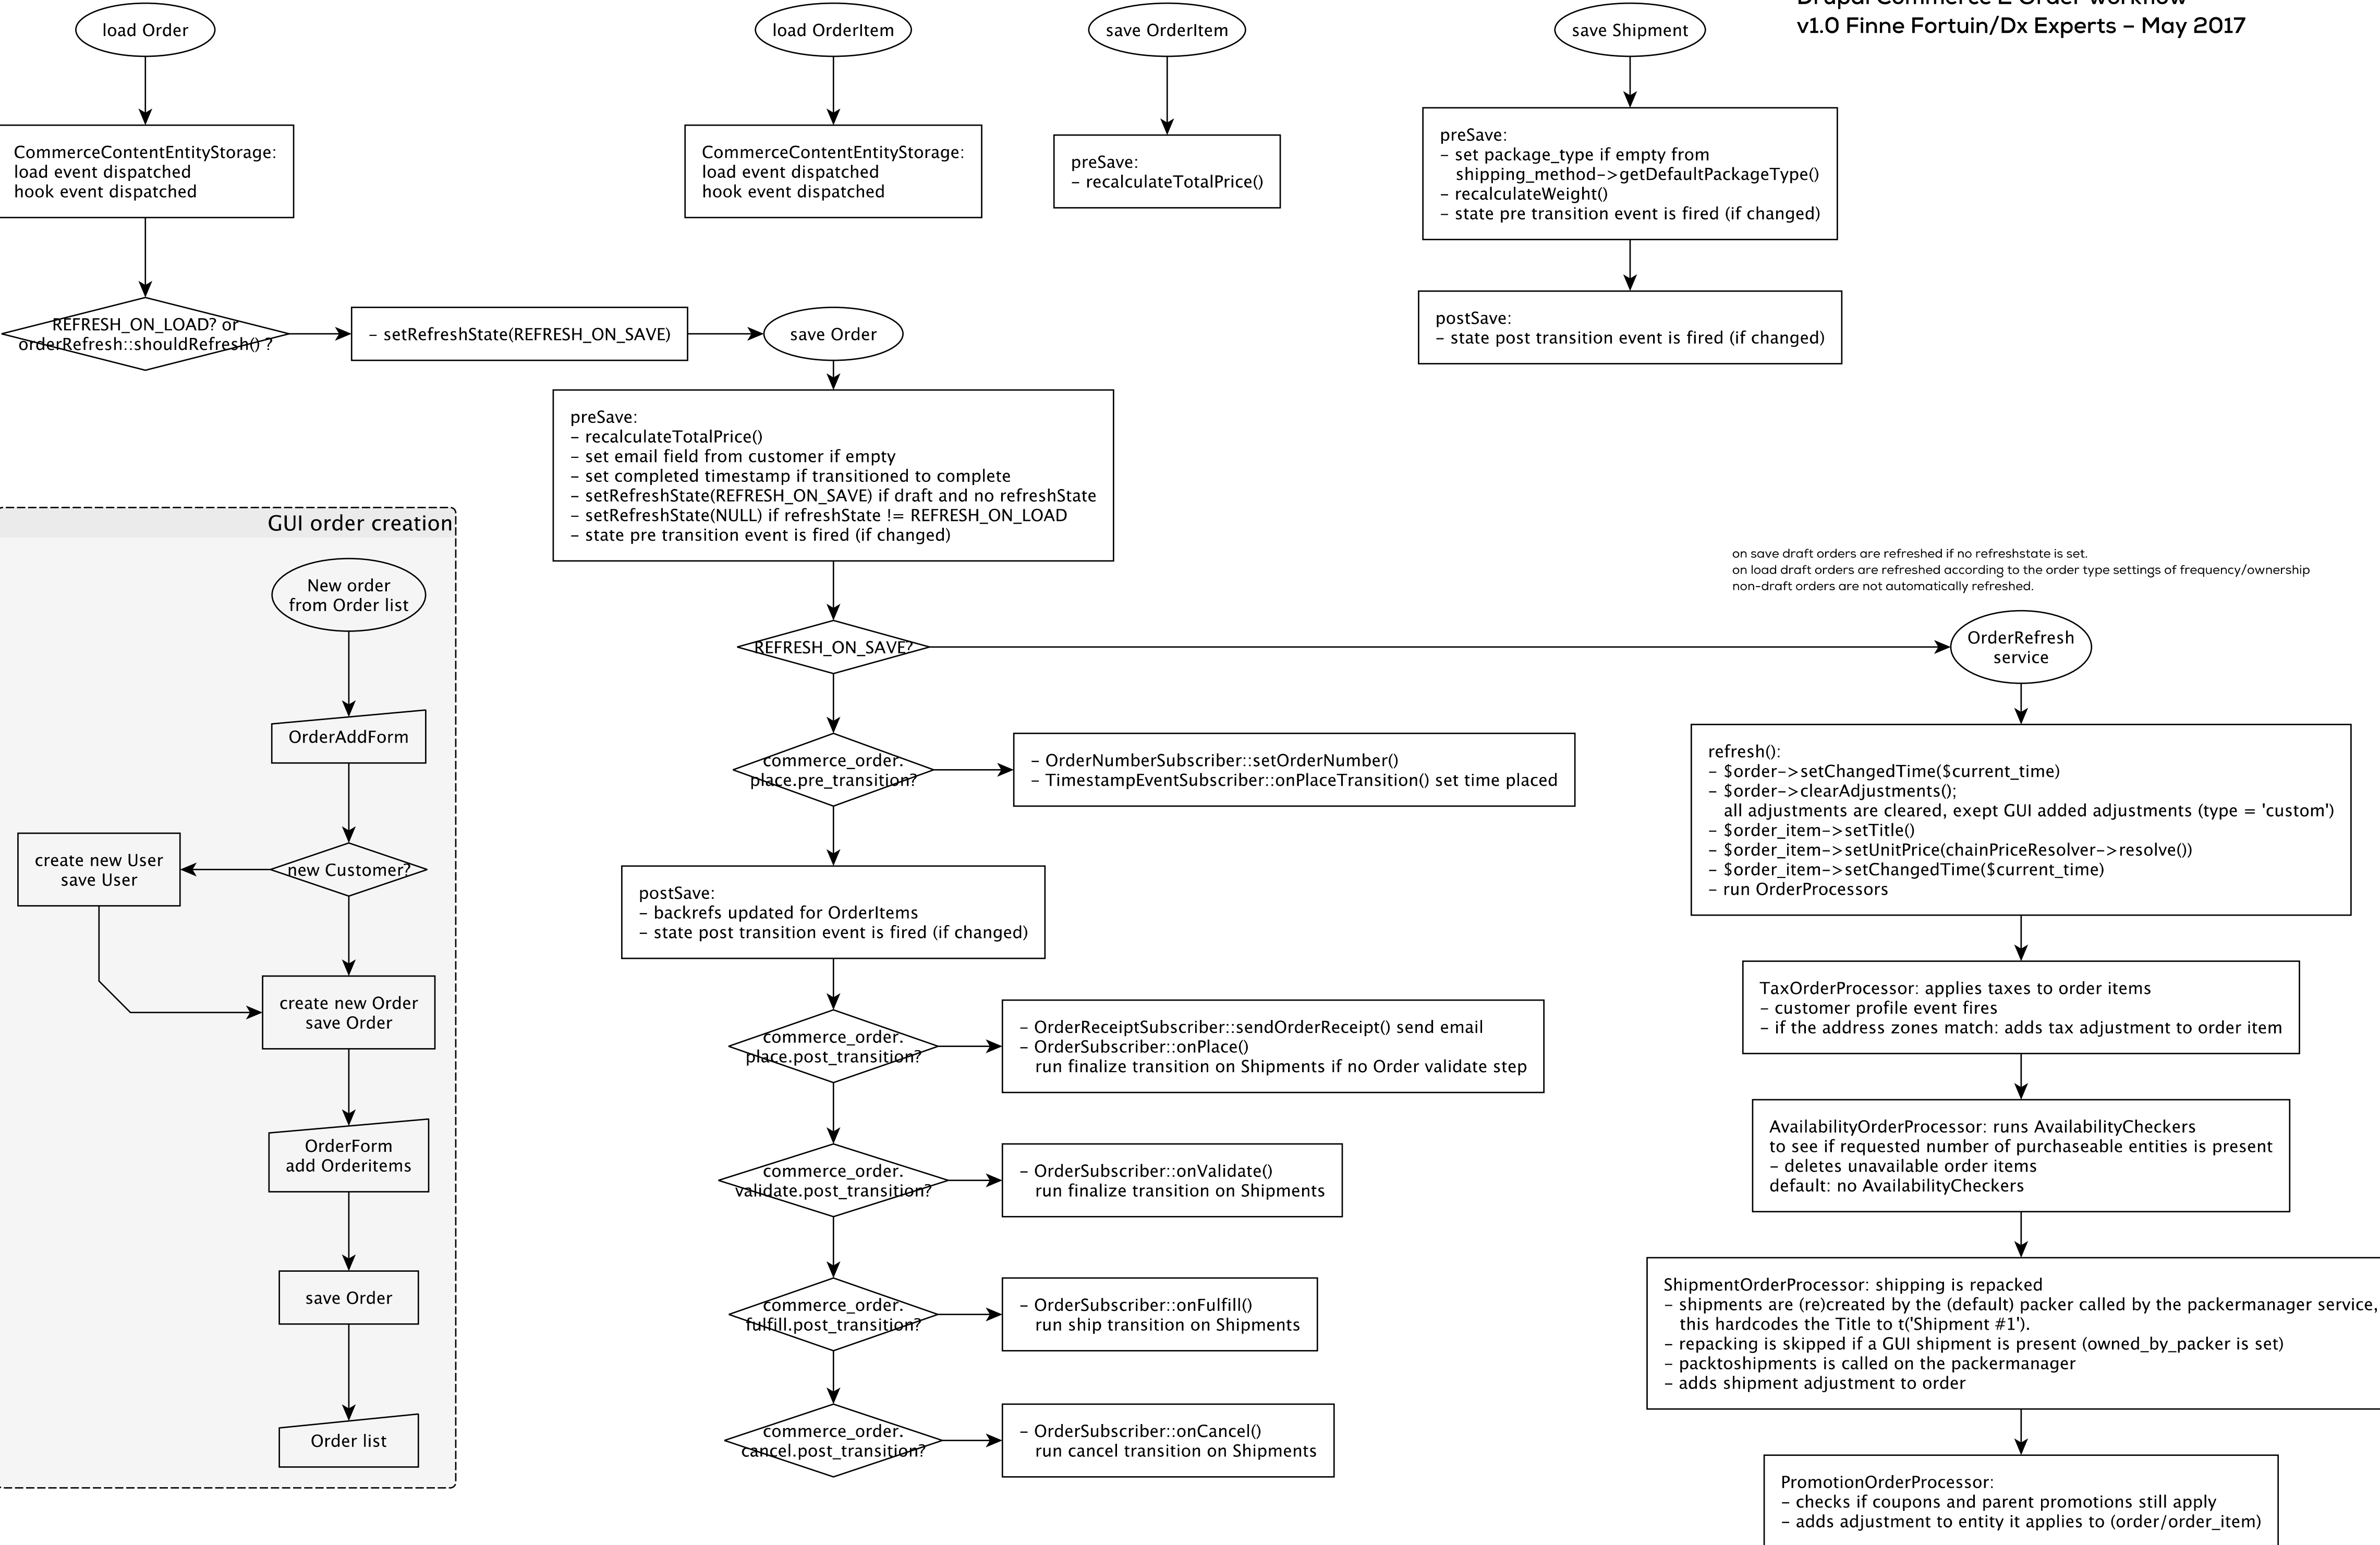 Drupal Commerce 2 Order workflow
v1.0 Finne Fortuin/Dx Experts – May 2017
load Order
CommerceContentEntityStorage:
load event dispatched
hook event dispatched
REFRESH_ON_LOAD? or
orderRefresh::shouldRefresh() ?
– setRefreshState(REFRESH_ON_SAVE)
save Order
load OrderItem
CommerceContentEntityStorage:
load event dispatched
hook event dispatched
save OrderItem
preSave:
– recalculateTotalPrice()
save Shipment
preSave:
– set package_type if empty from
shipping_method->getDefaultPackageType()
– recalculateWeight()
– state pre transition event is fired (if changed)
postSave:
– state post transition event is fired (if changed)
preSave:
– recalculateTotalPrice()
– set email field from customer if empty
– set completed timestamp if transitioned to complete
– setRefreshState(REFRESH_ON_SAVE) if draft and no refreshState
– setRefreshState(NULL) if refreshState != REFRESH_ON_LOAD
– state pre transition event is fired (if changed)
REFRESH_ON_SAVE?
commerce_order.
place.pre_transition?
– OrderNumberSubscriber::setOrderNumber()
– TimestampEventSubscriber::onPlaceTransition() set time placed
postSave:
– backrefs updated for OrderItems
– state post transition event is fired (if changed)
commerce_order.
place.post_transition?
– OrderReceiptSubscriber::sendOrderReceipt() send email
– OrderSubscriber::onPlace()
run finalize transition on Shipments if no Order validate step
commerce_order.
validate.post_transition?
– OrderSubscriber::onValidate()
run finalize transition on Shipments
commerce_order.
fulfill.post_transition?
– OrderSubscriber::onFulfill()
run ship transition on Shipments
commerce_order.
cancel.post_transition?
– OrderSubscriber::onCancel()
run cancel transition on Shipments
GUI order creation
New order
from Order list
OrderAddForm
new Customer?
create new User
save User
create new Order
save Order
OrderForm
add Orderitems
save Order
Order list
on save draft orders are refreshed if no refreshstate is set.
on load draft orders are refreshed according to the order type settings of frequency/ownership
non-draft orders are not automatically refreshed.
OrderRefresh
service
refresh():
– $order->setChangedTime($current_time)
– $order->clearAdjustments();
all adjustments are cleared, exept GUI added adjustments (type = 'custom')
– $order_item->setTitle()
– $order_item->setUnitPrice(chainPriceResolver->resolve())
– $order_item->setChangedTime($current_time)
– run OrderProcessors
TaxOrderProcessor: applies taxes to order items
– customer profile event fires
– if the address zones match: adds tax adjustment to order item
AvailabilityOrderProcessor: runs AvailabilityCheckers
to see if requested number of purchaseable entities is present
– deletes unavailable order items
default: no AvailabilityCheckers
ShipmentOrderProcessor: shipping is repacked
– shipments are (re)created by the (default) packer called by the packermanager service,
this hardcodes the Title to t('Shipment #1').
– repacking is skipped if a GUI shipment is present (owned_by_packer is set)
– packtoshipments is called on the packermanager
– adds shipment adjustment to order
PromotionOrderProcessor:
– checks if coupons and parent promotions still apply
– adds adjustment to entity it applies to (order/order_item)